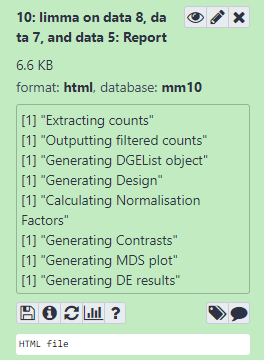 10: limma on data 8, da
ta 7, and data 5: Report
6.6 KB
format: html, database: mm10
[1] "Extracting counts"
[1] "Outputting filtered counts"
[1] "Generating DGEList object"
[1] "Generating Design"
[1] "Calculating Normalisation
Factors"
[1] "Generating Contrasts"
[1] "Generating MDS plot"
[1] "Generating DE results"
HTML file